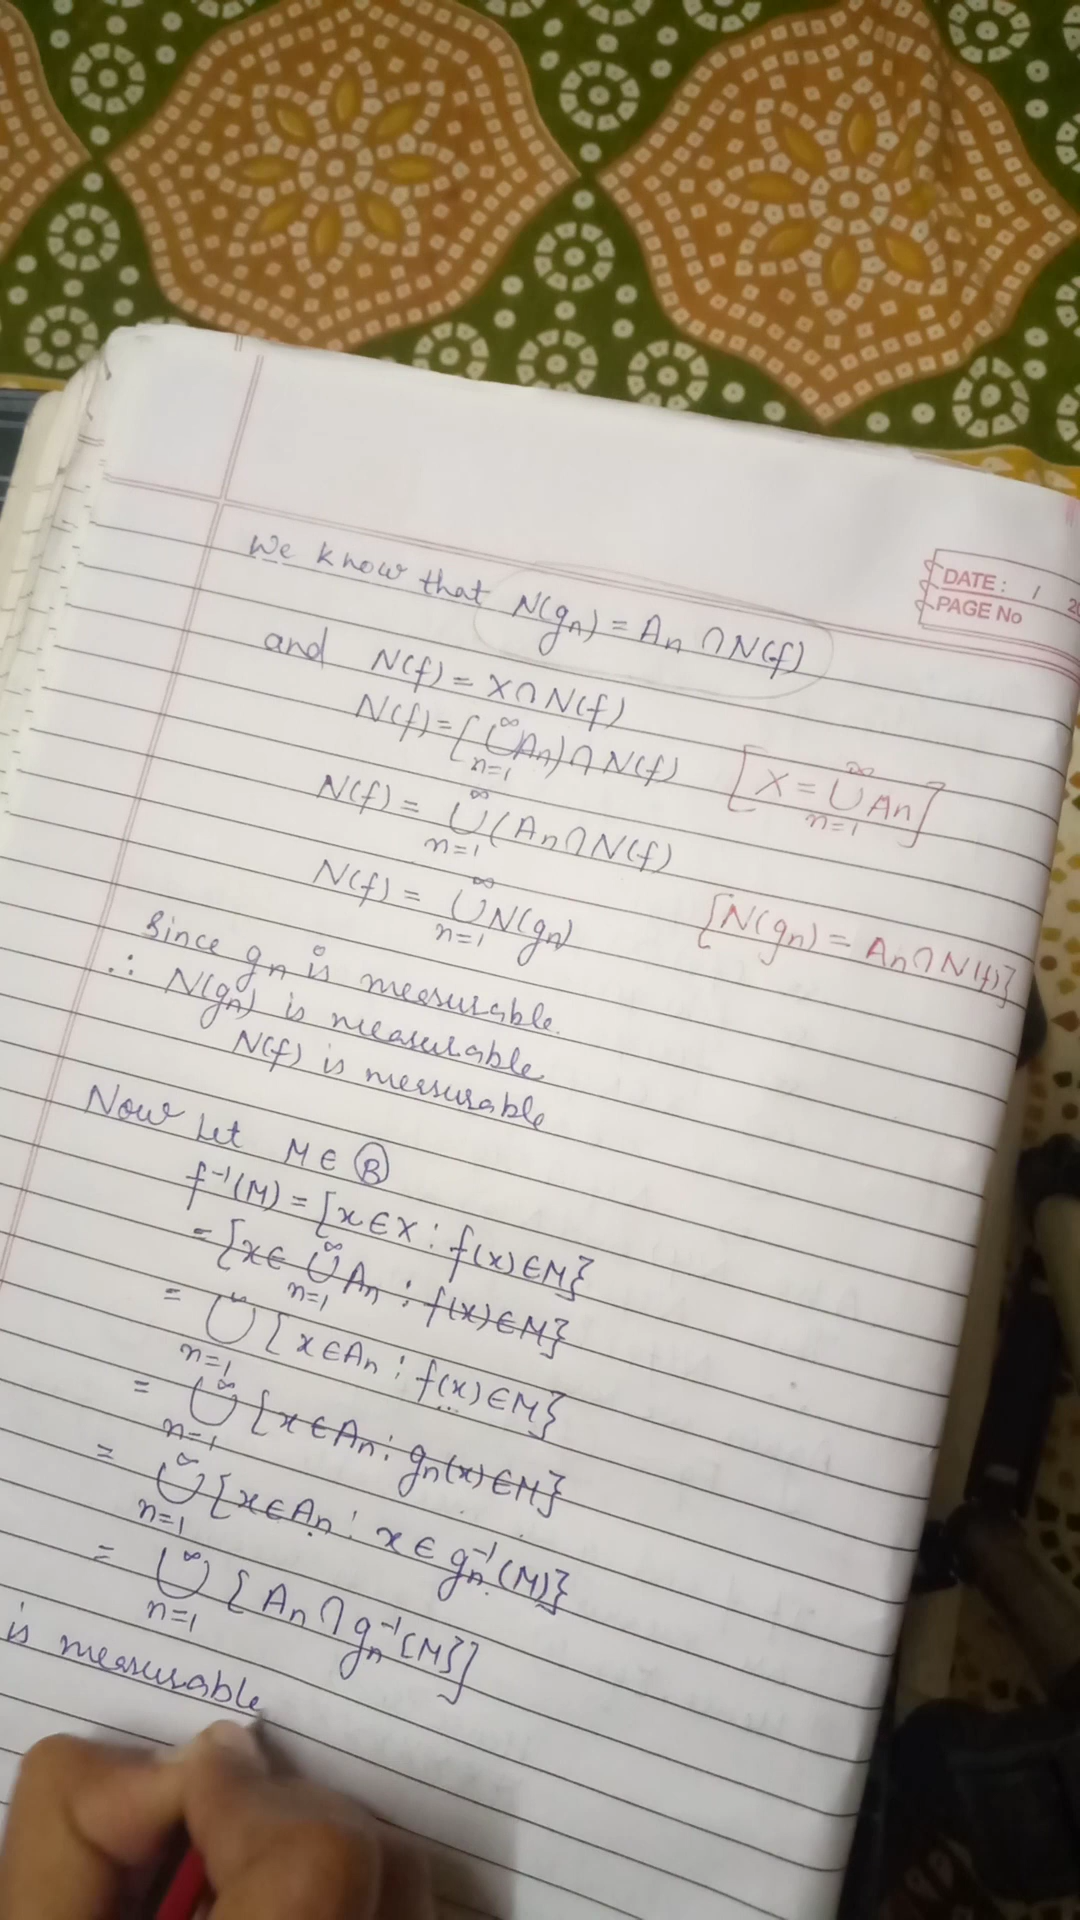 DATE: / 20
PAGE No
We know that N(gₙ) = Aₙ ∩ N(f)
and N(f) = X ∩ N(f)
N(f) = [⋃ₙ₌₁^∞ Aₙ) ∩ N(f) [X = ⋃ₙ₌₁^∞ Aₙ]
N(f) = ⋃ₙ₌₁^∞ (Aₙ ∩ N(f)
N(f) = ⋃ₙ₌₁^∞ N(gₙ) [N(gₙ) = Aₙ ∩ N(f)}
Since gₙ is measurable.
∴ N(gₙ) is measurable
N(f) is measurable
Now Let M ∈ Ⓑ
f⁻¹(M) = [x ∈ X : f(x) ∈ M}
= {x ∈ ⋃ₙ₌₁^∞ Aₙ : f(x) ∈ M}
= ⋃ₙ₌₁^∞ { x ∈ Aₙ : f(x) ∈ M}
= ⋃ₙ₌₁^∞ {x ∈ Aₙ : gₙ(x) ∈ M}
= ⋃ₙ₌₁^∞ {x ∈ Aₙ : x ∈ gₙ⁻¹(M)}
= ⋃ₙ₌₁^∞ { Aₙ ∩ gₙ⁻¹(M}]
is measurable